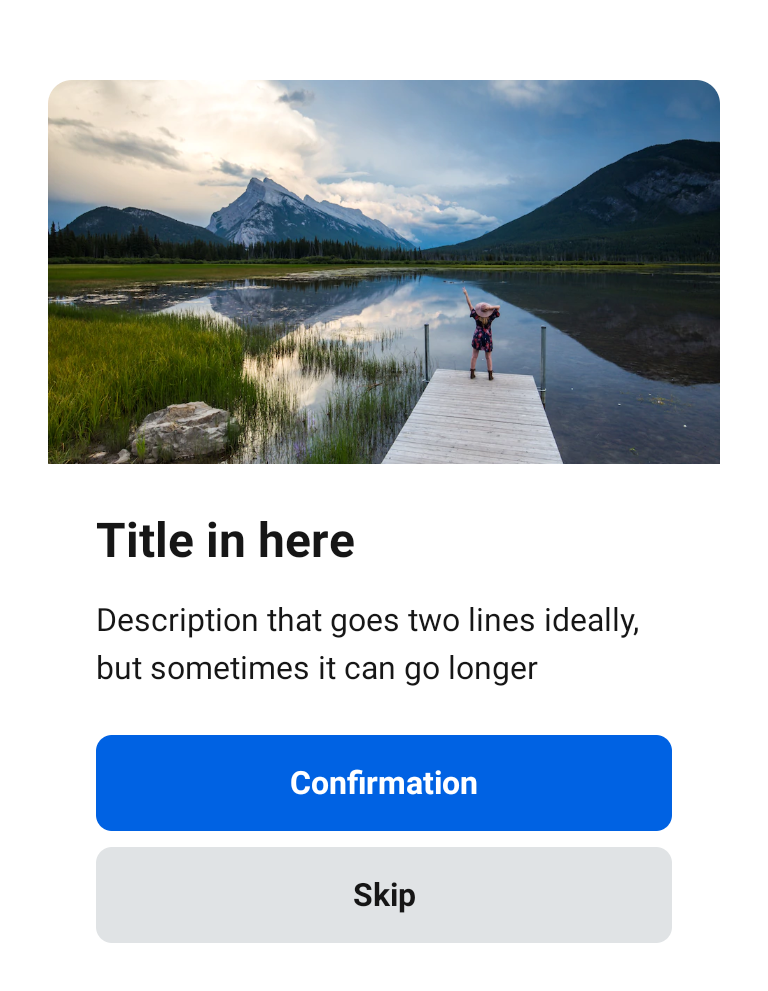 Title in here
Description that goes two lines ideally,
but sometimes it can go longer
Confirmation
Skip